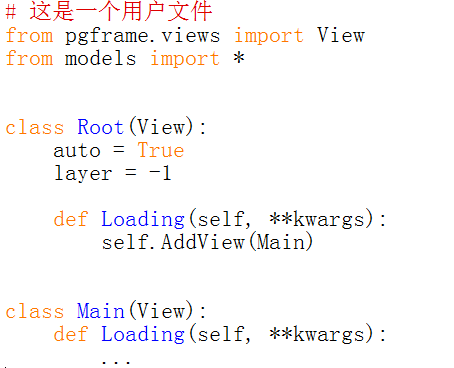 # 这是一个用户文件
from pgframe.views import View
from models import *
class Root(View):
    auto = True
    layer = -1
    def Loading(self, **kwargs):
        self.AddView(Main)
class Main(View):
    def Loading(self, **kwargs):
        ...